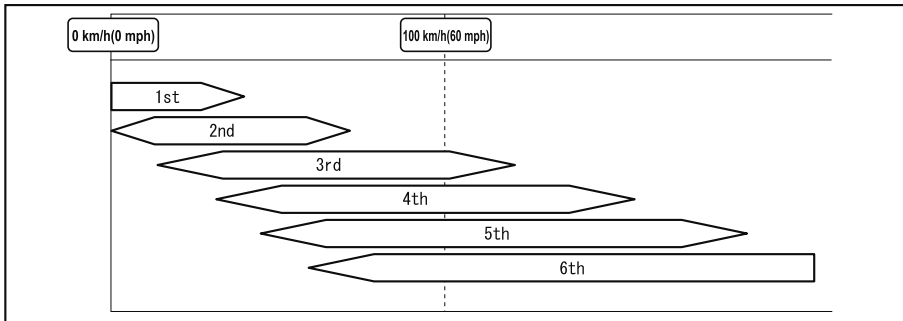 0 km/h(0 mph) 100 km/h(60 mph)
1st
2nd
3rd
4th
5th
6th